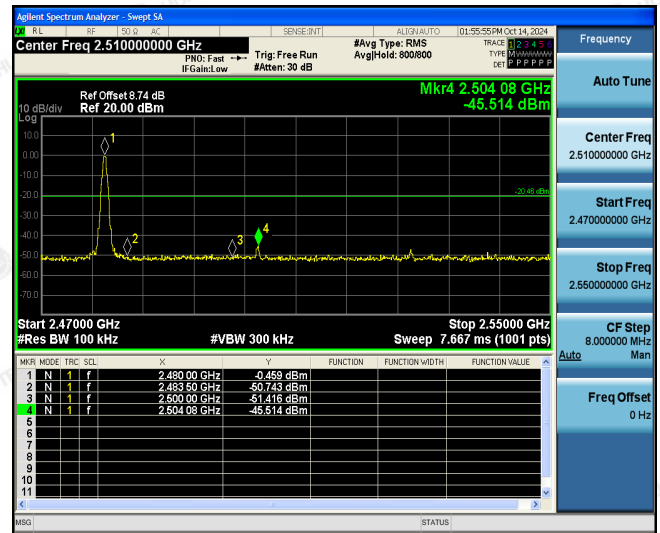 Agilent Spectrum Analyzer - Swept SA
LXI RL RF 50 Ω AC SENSE:INT ALIGN AUTO 01:55:55 PM Oct 14, 2024
Center Freq 2.510000000 GHz
PNO: Fast
IFGain:Low
Trig: Free Run
#Atten: 30 dB
#Avg Type: RMS
Avg|Hold: 800/800
TRACE 1 2 3 4 5 6
TYPE MWWWWW
DET P P P P P P
Mkr4 2.504 08 GHz
-45.514 dBm
Ref Offset 8.74 dB
10 dB/div Ref 20.00 dBm
Log
10.0
0.00
-10.0
-20.0
-30.0
-40.0
-50.0
-60.0
-70.0
1
2
3
4
-20.46 dBm
Start 2.47000 GHz Stop 2.55000 GHz
#Res BW 100 kHz #VBW 300 kHz Sweep 7.667 ms (1001 pts)
MKR MODE TRC SCL X Y FUNCTION FUNCTION WIDTH FUNCTION VALUE
1 N 1 f 2.480 00 GHz -0.459 dBm
2 N 1 f 2.483 50 GHz -50.743 dBm
3 N 1 f 2.500 00 GHz -51.416 dBm
4 N 1 f 2.504 08 GHz -45.514 dBm
5
6
7
8
9
10
11
MSG STATUS
Frequency
Auto Tune
Center Freq
2.510000000 GHz
Start Freq
2.470000000 GHz
Stop Freq
2.550000000 GHz
CF Step
8.000000 MHz
Auto Man
Freq Offset
0 Hz